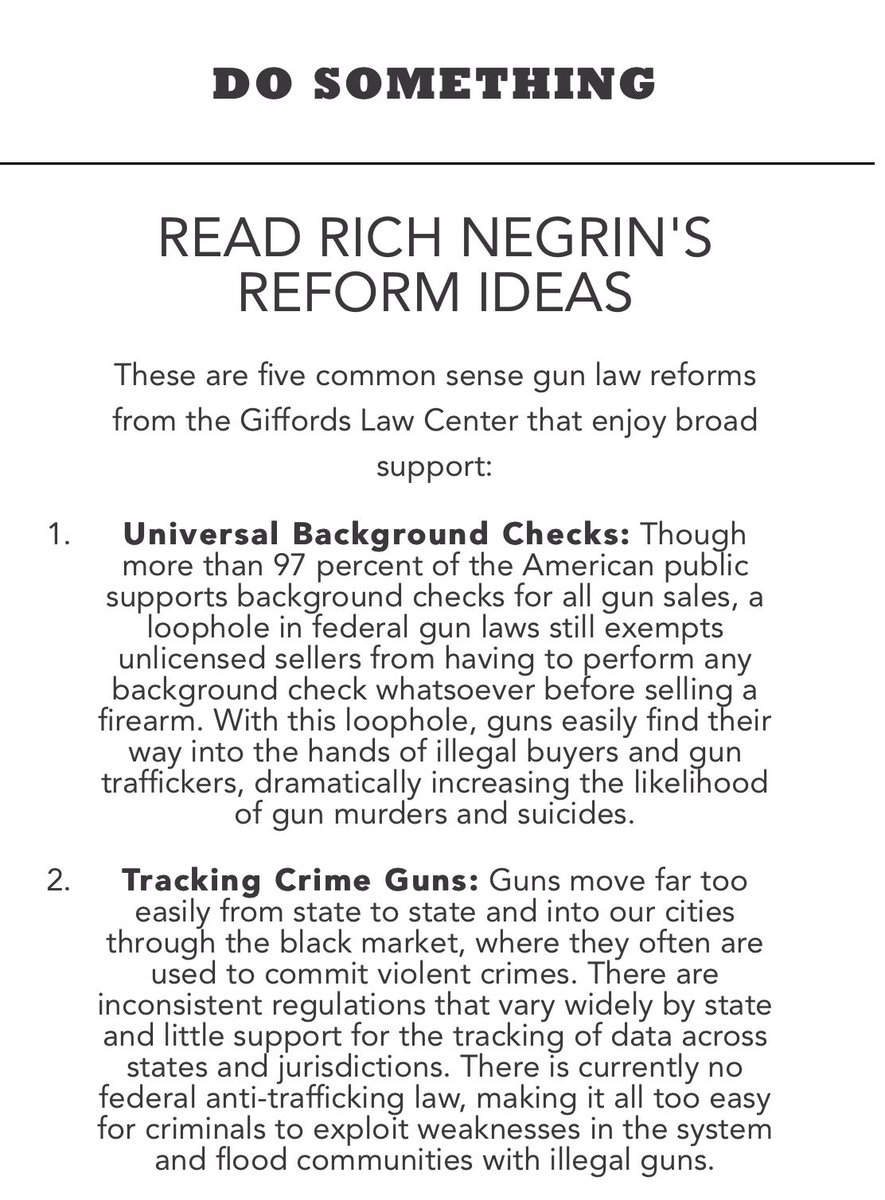 DO SOMETHING
READ RICH NEGRIN'S
REFORM IDEAS
These are five common sense gun law reforms
from the Giffords Law Center that enjoy broad
support:
1. Universal Background Checks: Though
more than 97 percent of the American public
supports background checks for all gun sales, a
loophole in federal gun laws still exempts
unlicensed sellers from having to perform any
background check whatsoever before selling a
firearm. With this loophole, guns easily find their
way into the hands of illegal buyers and gun
traffickers, dramatically increasing the likelihood
of gun murders and suicides.
2. Tracking Crime Guns: Guns move far too
easily from state to state and into our cities
through the black market, where they often are
used to commit violent crimes. There are
inconsistent regulations that vary widely by state
and little support for the tracking of data across
states and jurisdictions. There is currently no
federal anti-trafficking law, making it all too easy
for criminals to exploit weaknesses in the system
and flood communities with illegal guns.